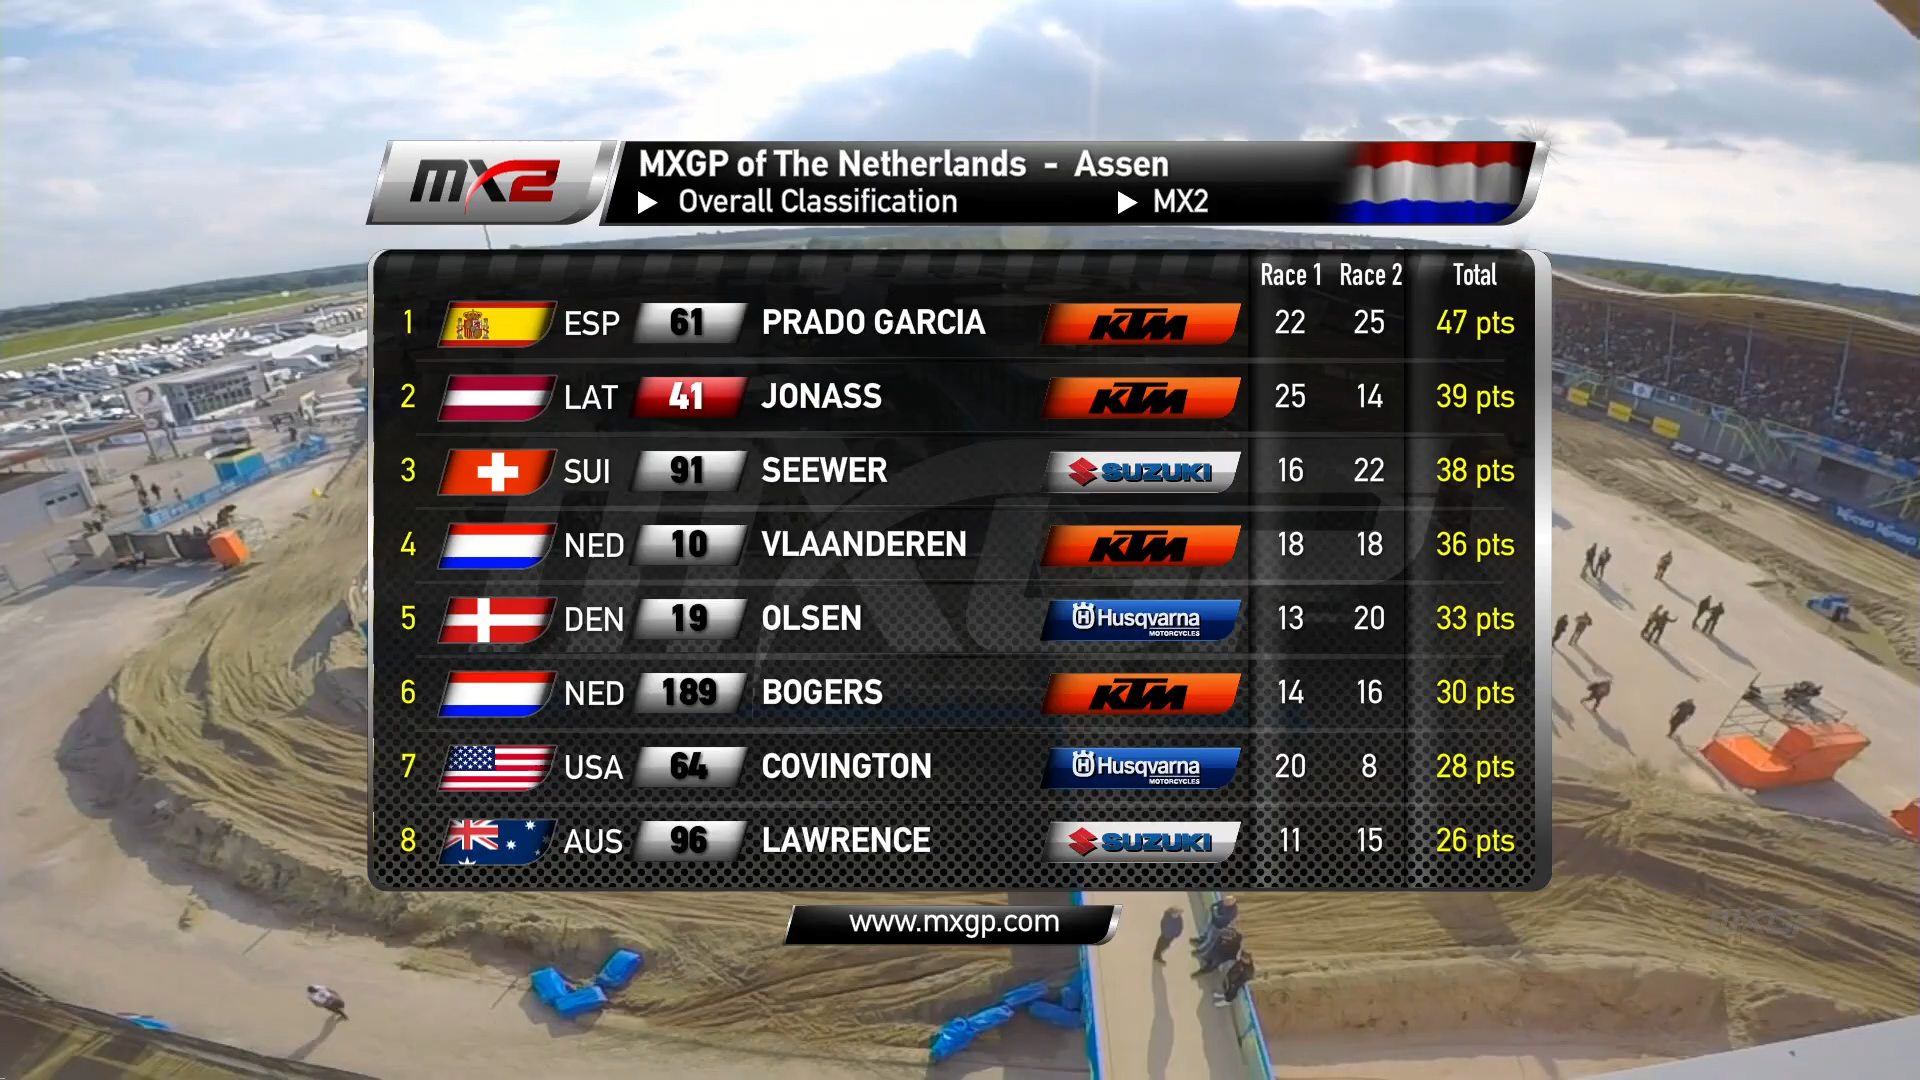 MX2
MXGP of The Netherlands - Assen
Overall Classification MX2
Race 1 Race 2 Total
1 ESP 61 PRADO GARCIA KTM 22 25 47 pts
2 LAT 41 JONASS KTM 25 14 39 pts
3 SUI 91 SEEWER SUZUKI 16 22 38 pts
4 NED 10 VLAANDEREN KTM 18 18 36 pts
5 DEN 19 OLSEN Husqvarna MOTORCYCLES 13 20 33 pts
6 NED 189 BOGERS KTM 14 16 30 pts
7 USA 64 COVINGTON Husqvarna MOTORCYCLES 20 8 28 pts
8 AUS 96 LAWRENCE SUZUKI 11 15 26 pts
www.mxgp.com
MXGP